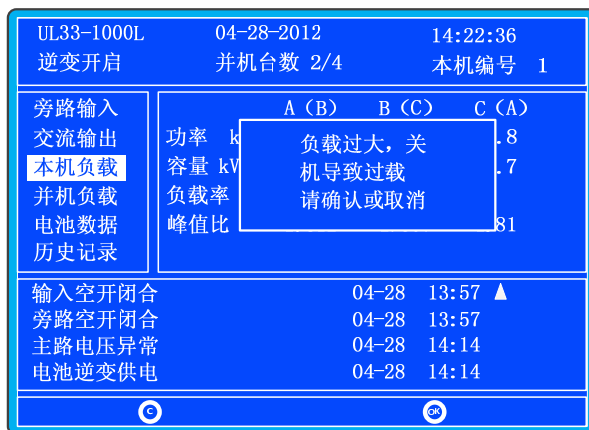 UL33-1000L 04-28-2012 14:22:36
逆变开启 并机台数 2/4 本机编号 1
旁路输入 A(B) B(C) C(A)
交流输出 功率 k .8
本机负载 容量 kV .7
并机负载 负载率
电池数据 峰值比 81
历史记录
负载过大,关
机导致过载
请确认或取消
输入空开闭合 04-28 13:57
旁路空开闭合 04-28 13:57
主路电压异常 04-28 14:14
电池逆变供电 04-28 14:14
C OK